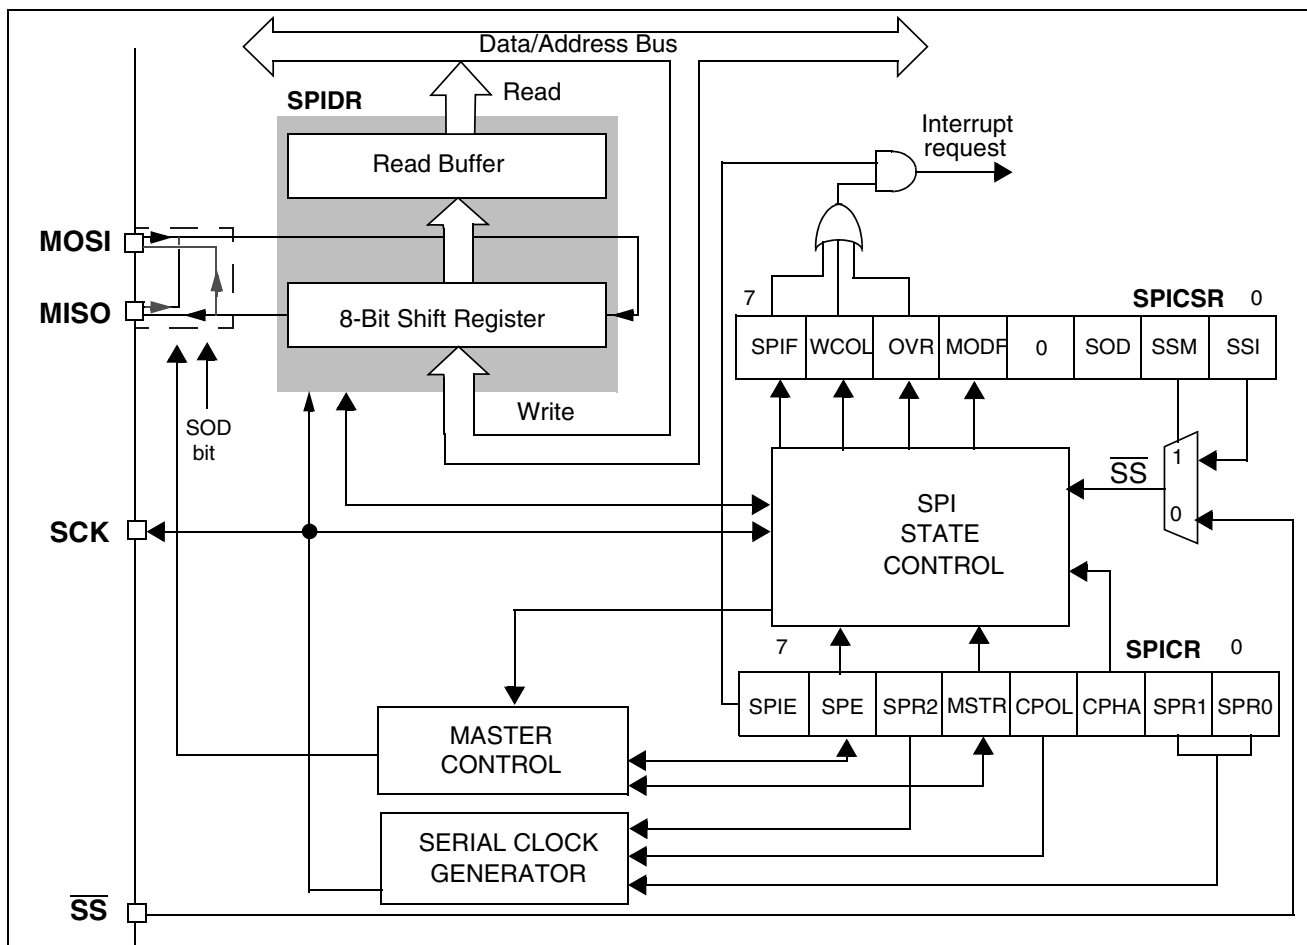 Data/Address Bus
SPIDR
Read
Read Buffer
Interrupt
request
MOSI
MISO
8-Bit Shift Register
7
SPICSR
0
SPIF
WCOL
OVR
MODF
0
SOD
SSM
SSI
Write
SOD
bit
SS
1
0
SCK
SPI
STATE
CONTROL
7
SPICR
0
SPIE
SPE
SPR2
MSTR
CPOL
CPHA
SPR1
SPR0
MASTER
CONTROL
SERIAL CLOCK
GENERATOR
SS